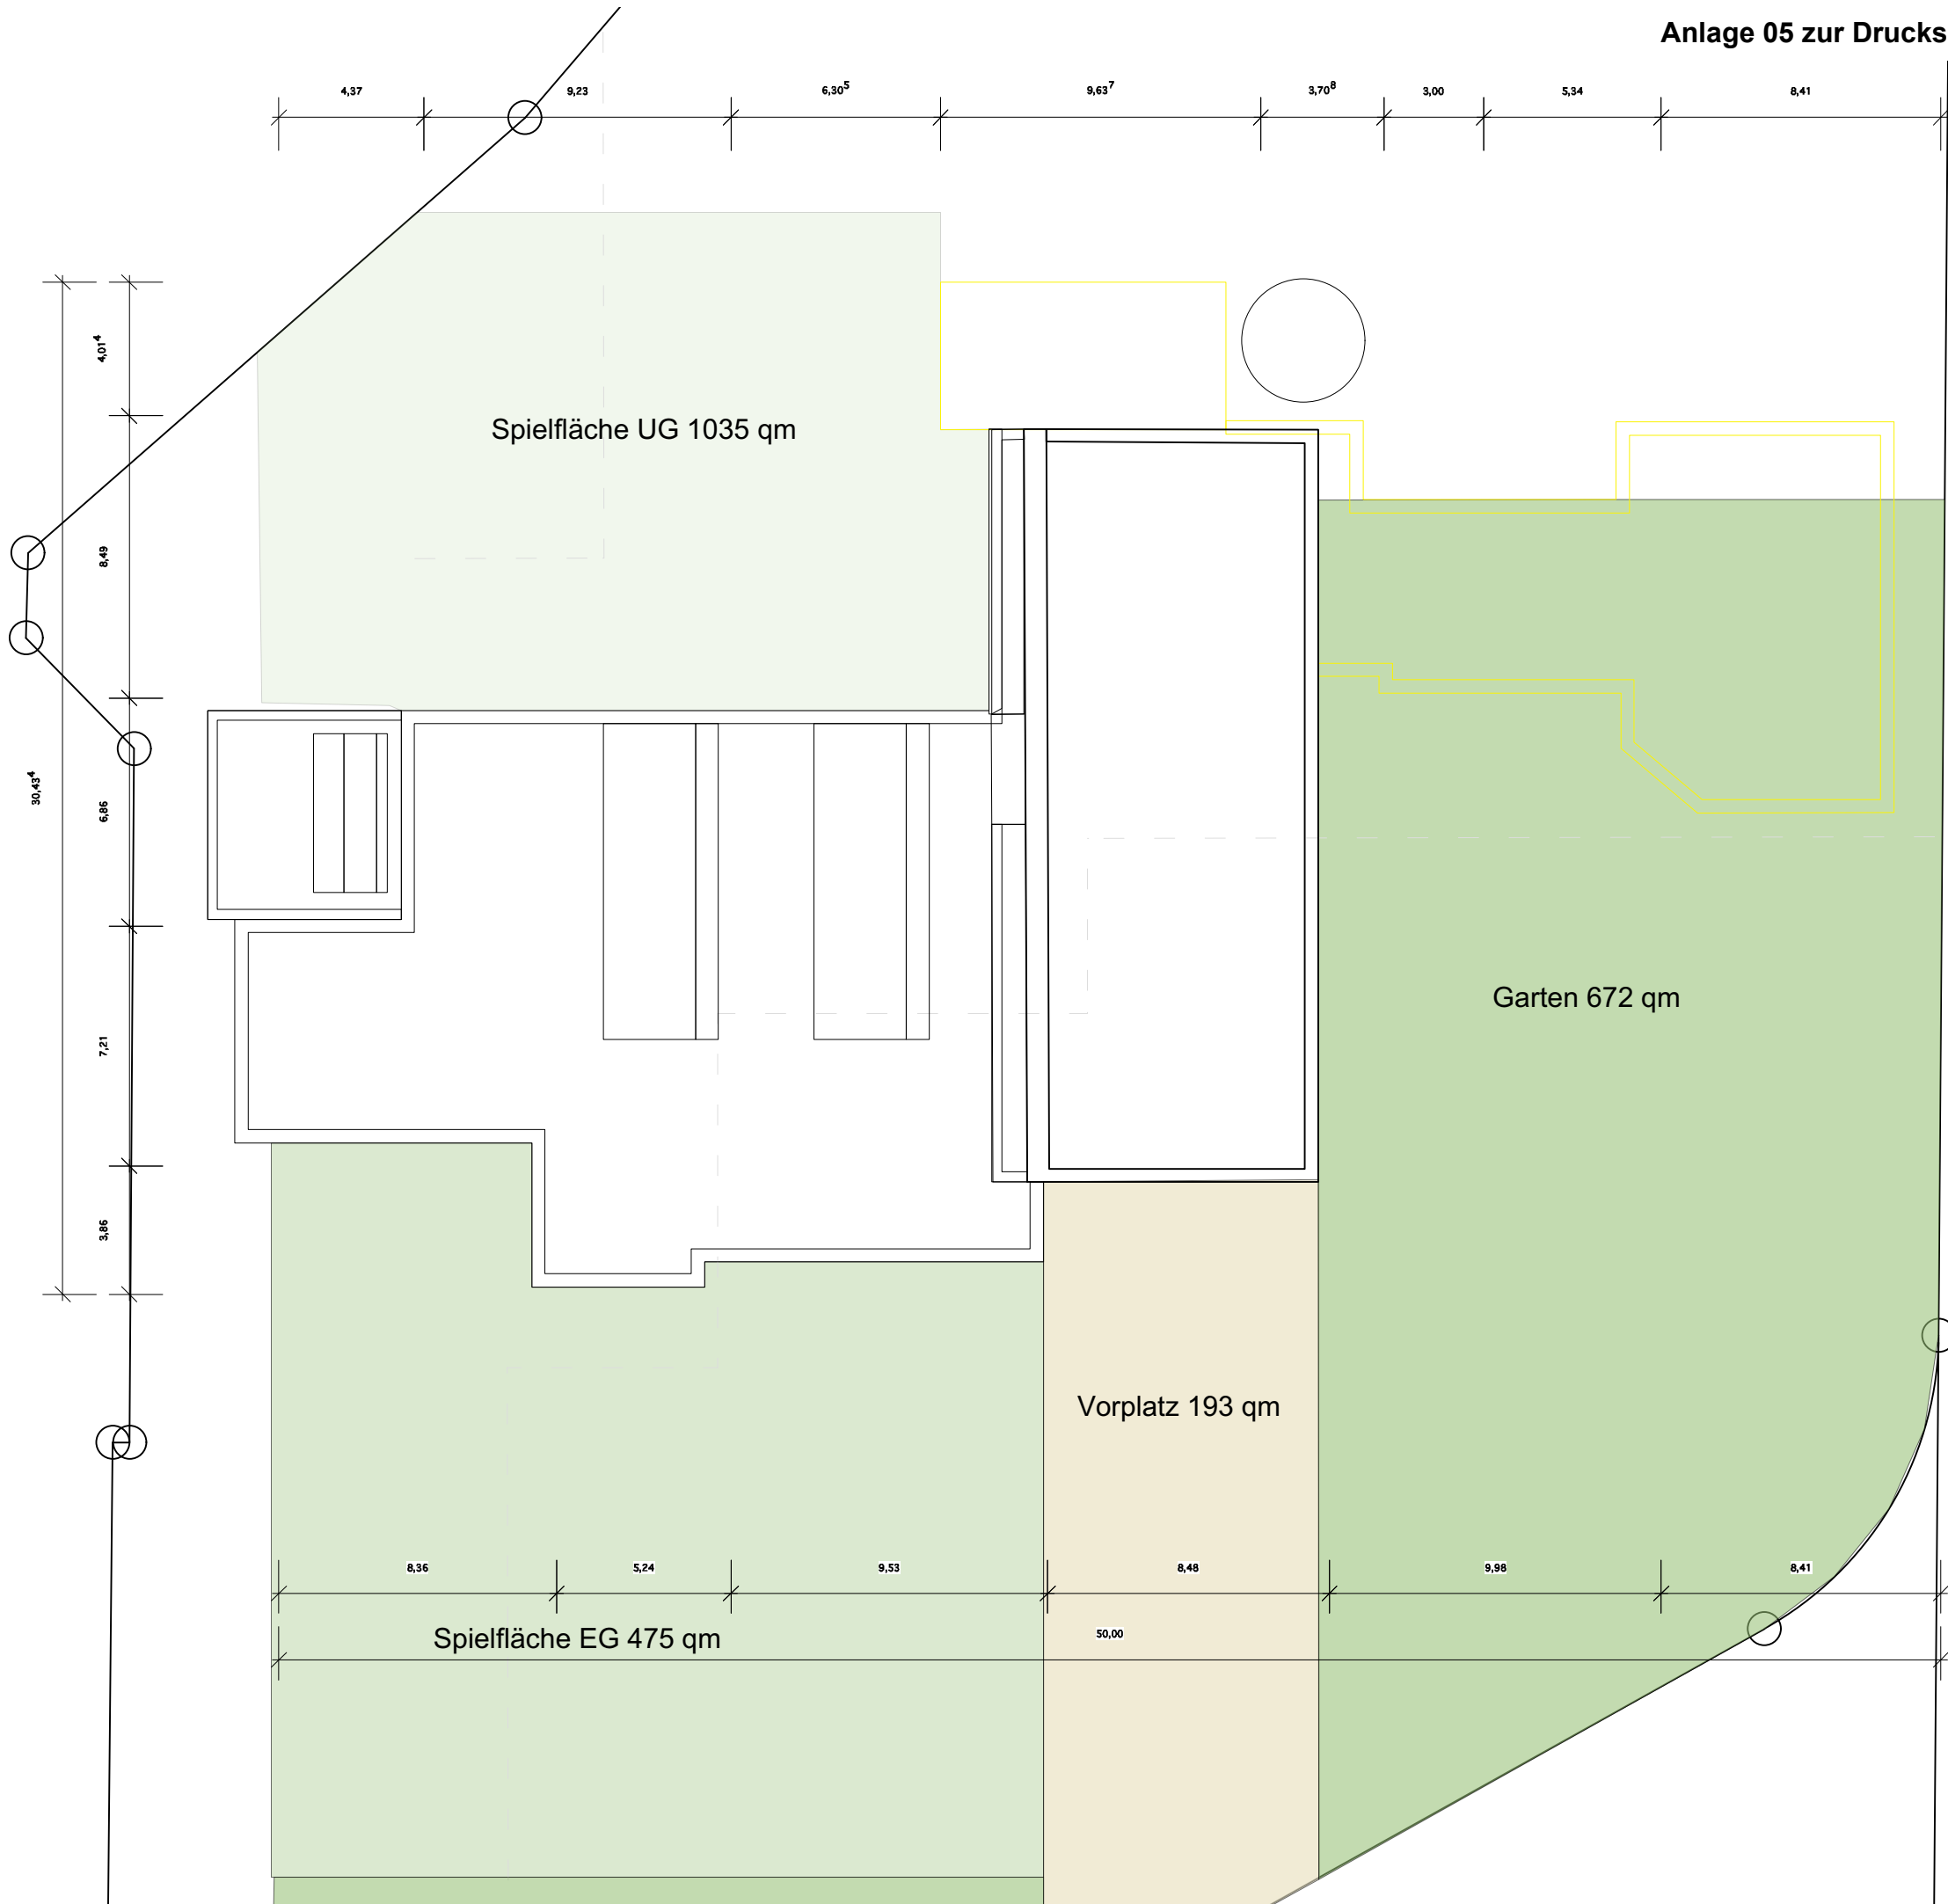 Anlage 05 zur Drucks
4,37 9,23 6,30⁵ 9,63⁷ 3,70⁸ 3,00 5,34 8,41
4,01⁴
Spielfläche UG 1035 qm
8,49
30,43⁴
6,86
Garten 672 qm
7,21
3,86
Vorplatz 193 qm
8,36 5,24 9,53 8,48 9,98 8,41
Spielfläche EG 475 qm
50,00